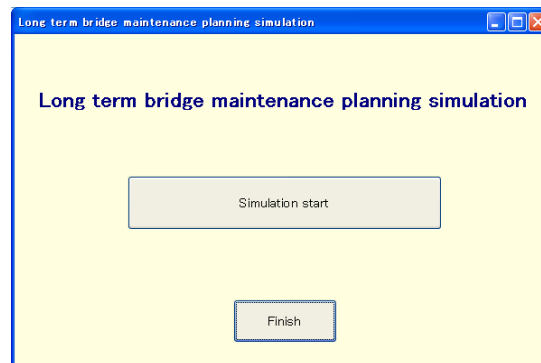 Long term bridge maintenance planning simulation
Long term bridge maintenance planning simulation
Simulation start
Finish